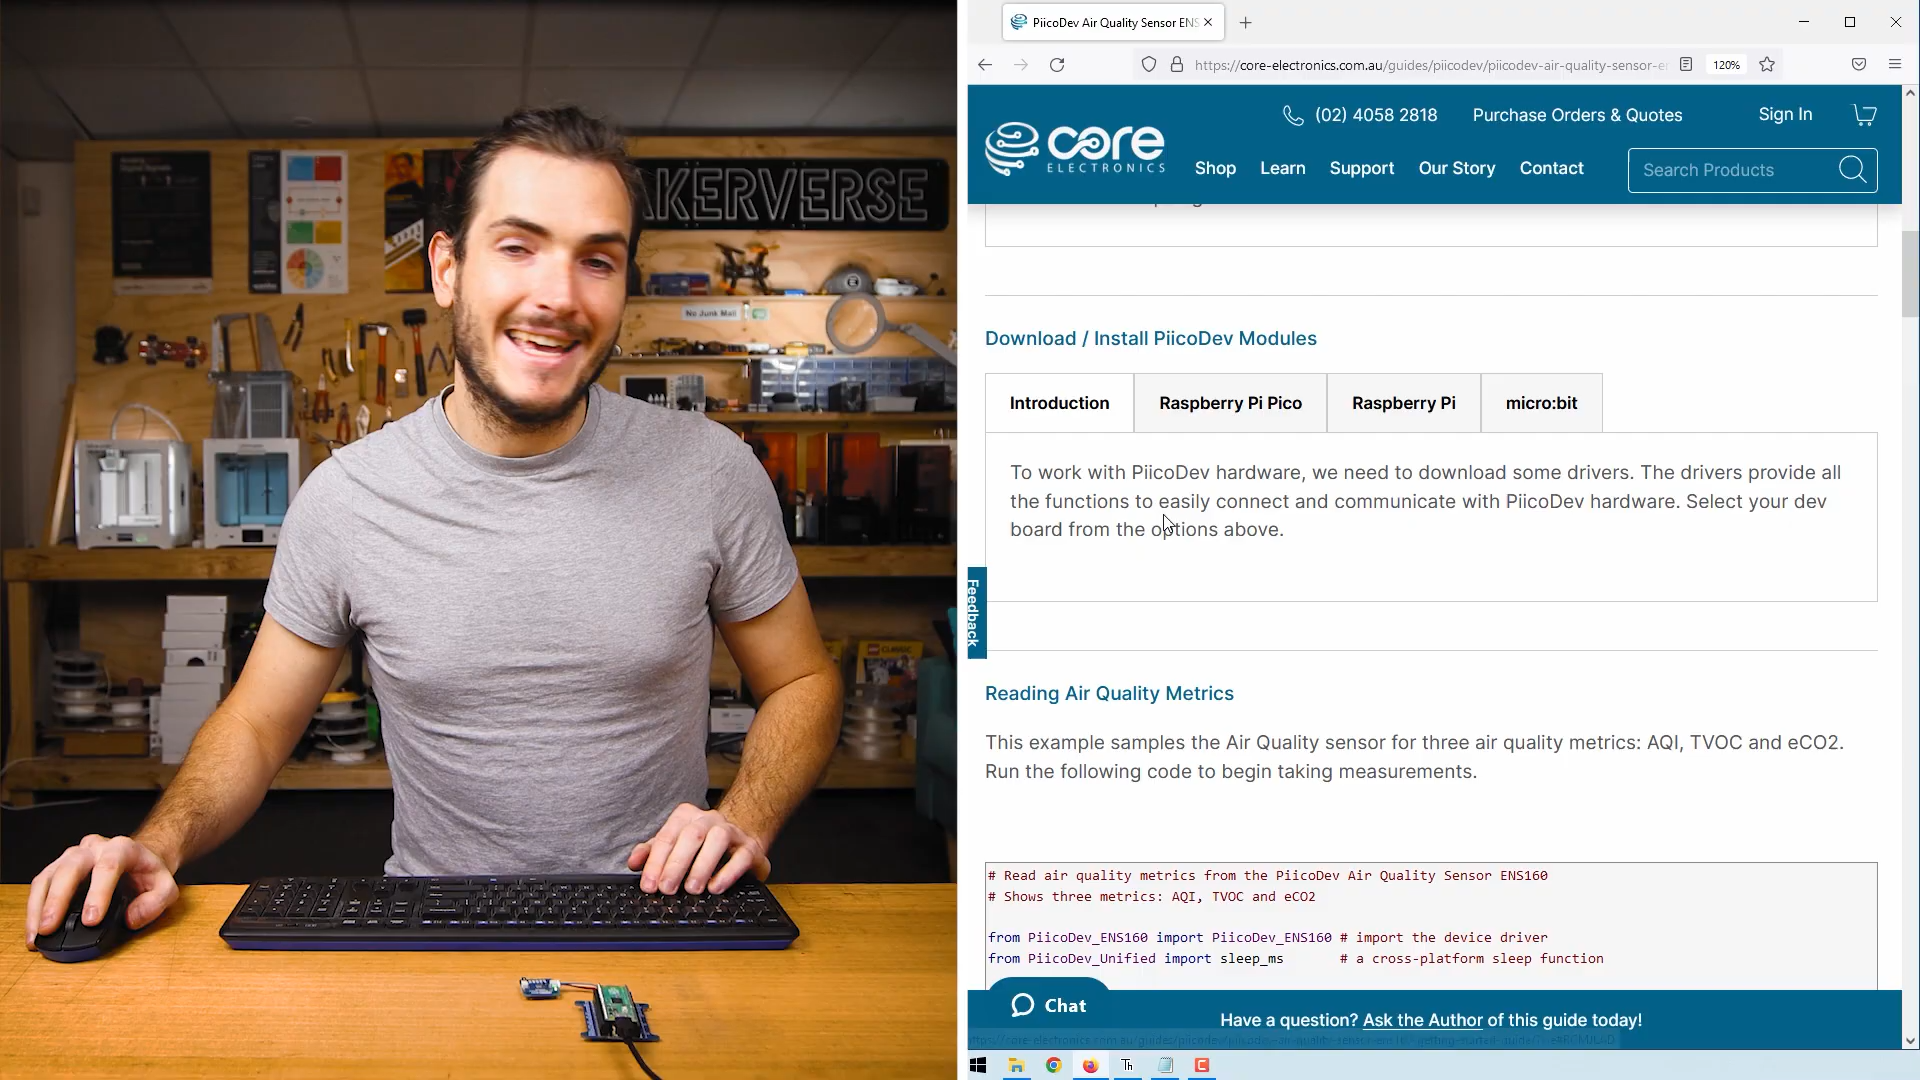 PiicoDev Air Quality Sensor ENS
https://core-electronics.com.au/guides/piicodev/piicodev-air-quality-sensor-e
120%
(02) 4058 2818
Purchase Orders & Quotes
Sign In
core
ELECTRONICS
Shop
Learn
Support
Our Story
Contact
Search Products
KERVERSE
No Junk Mail
CLASSIC
Download / Install PiicoDev Modules
Introduction
Raspberry Pi Pico
Raspberry Pi
micro:bit
To work with PiicoDev hardware, we need to download some drivers. The drivers provide all
the functions to easily connect and communicate with PiicoDev hardware. Select your dev
board from the options above.
Feedback
Reading Air Quality Metrics
This example samples the Air Quality sensor for three air quality metrics: AQI, TVOC and eCO2.
Run the following code to begin taking measurements.
# Read air quality metrics from the PiicoDev Air Quality Sensor ENS160
# Shows three metrics: AQI, TVOC and eCO2
from PiicoDev_ENS160 import PiicoDev_ENS160 # import the device driver
from PiicoDev_Unified import sleep_ms # a cross-platform sleep function
Chat
Have a question? Ask the Author of this guide today!
Th